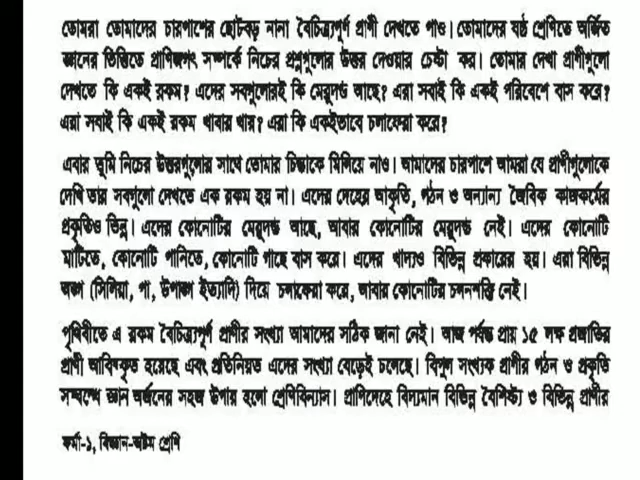 তোমরা তোমাদের চারপাশের ছোটবড় নানা বৈচিত্র্যপূর্ণ প্রাণী দেখতে পাও। তোমাদের ষষ্ঠ শ্রেণিতে অর্জিত
জ্ঞানের ভিত্তিতে প্রাণিজগৎ সম্পর্কে নিচের প্রশ্নগুলোর উত্তর দেওয়ার চেষ্টা কর। তোমার দেখা প্রাণীগুলো
দেখতে কি একই রকম? এদের সবগুলোরই কি মেরুদণ্ড আছে? এরা সবাই কি একই পরিবেশে বাস করে?
এরা সবাই কি একই রকম খাবার খায়? এরা কি একইভাবে চলাফেরা করে?
এবার তুমি নিচের উত্তরগুলোর সাথে তোমার চিন্তাকে মিলিয়ে নাও। আমাদের চারপাশে আমরা যে প্রাণীগুলোকে
দেখি তার সবগুলো দেখতে এক রকম হয় না। এদের দেহের আকৃতি, গঠন ও অন্যান্য জৈবিক কাজকর্মের
প্রকৃতিও ভিন্ন। এদের কোনোটির মেরুদণ্ড আছে, আবার কোনোটির মেরুদণ্ড নেই। এদের কোনোটি
মাটিতে, কোনোটি পানিতে, কোনোটি গাছে বাস করে। এদের খাদ্যও বিভিন্ন প্রকারের হয়। এরা বিভিন্ন
অঙ্গ (সিলিয়া, পা, উপাঙ্গ ইত্যাদি) দিয়ে চলাফেরা করে, আবার কোনোটির চলনশক্তি নেই।
পৃথিবীতে এ রকম বৈচিত্র্যপূর্ণ প্রাণীর সংখ্যা আমাদের সঠিক জানা নেই। আজ পর্যন্ত প্রায় ১৫ লক্ষ প্রজাতির
প্রাণী আবিষ্কৃত হয়েছে এবং প্রতিনিয়ত এদের সংখ্যা বেড়েই চলেছে। বিপুল সংখ্যক প্রাণীর গঠন ও প্রকৃতি
সম্বন্ধে জ্ঞান অর্জনের সহজ উপায় হলো শ্রেণিবিন্যাস। প্রাণিদেহে বিদ্যমান বিভিন্ন বৈশিষ্ট্য ও বিভিন্ন প্রাণীর
ফর্মা-১, বিজ্ঞান-অষ্টম শ্রেণি